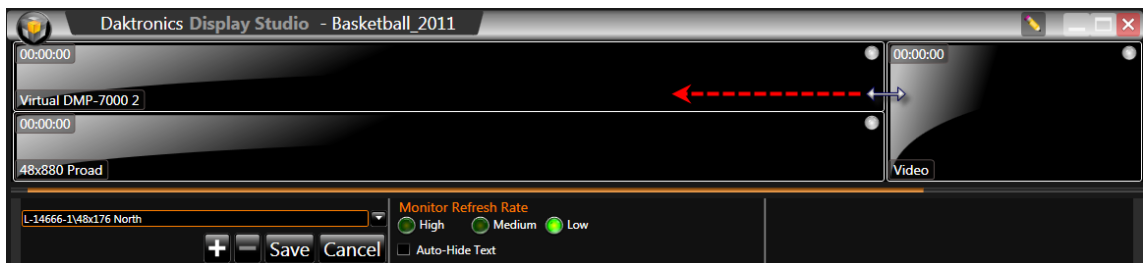 Daktronics Display Studio - Basketball_2011
00:00:00
00:00:00
Virtual DMP-7000 2
00:00:00
48x880 Proad
Video
L-14666-1\48x176 North
Monitor Refresh Rate
High Medium Low
Save Cancel
Auto-Hide Text